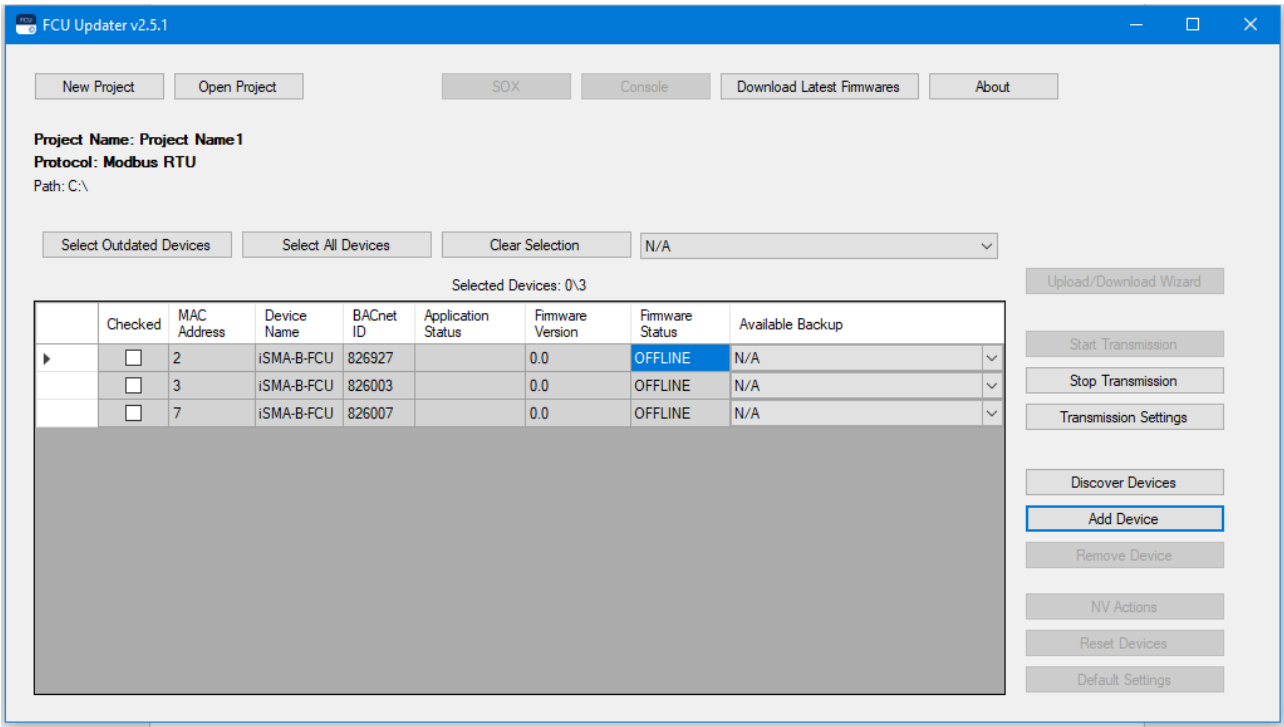 FCU Updater v2.5.1
New Project Open Project SOX Console Download Latest Firmwares About
Project Name: Project Name1
Protocol: Modbus RTU
Path: C:\
Select Outdated Devices Select All Devices Clear Selection N/A
Selected Devices: 0\3
Upload/Download Wizard
Checked MAC Address Device Name BACnet ID Application Status Firmware Version Firmware Status Available Backup
2 iSMA-B-FCU 826927 0.0 OFFLINE N/A
3 iSMA-B-FCU 826003 0.0 OFFLINE N/A
7 iSMA-B-FCU 826007 0.0 OFFLINE N/A
Start Transmission
Stop Transmission
Transmission Settings
Discover Devices
Add Device
Remove Device
NV Actions
Reset Devices
Default Settings